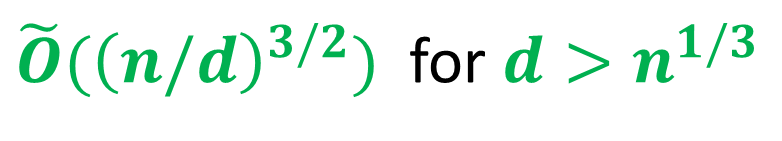 Õ((n/d)^{3/2}) for d > n^{1/3}